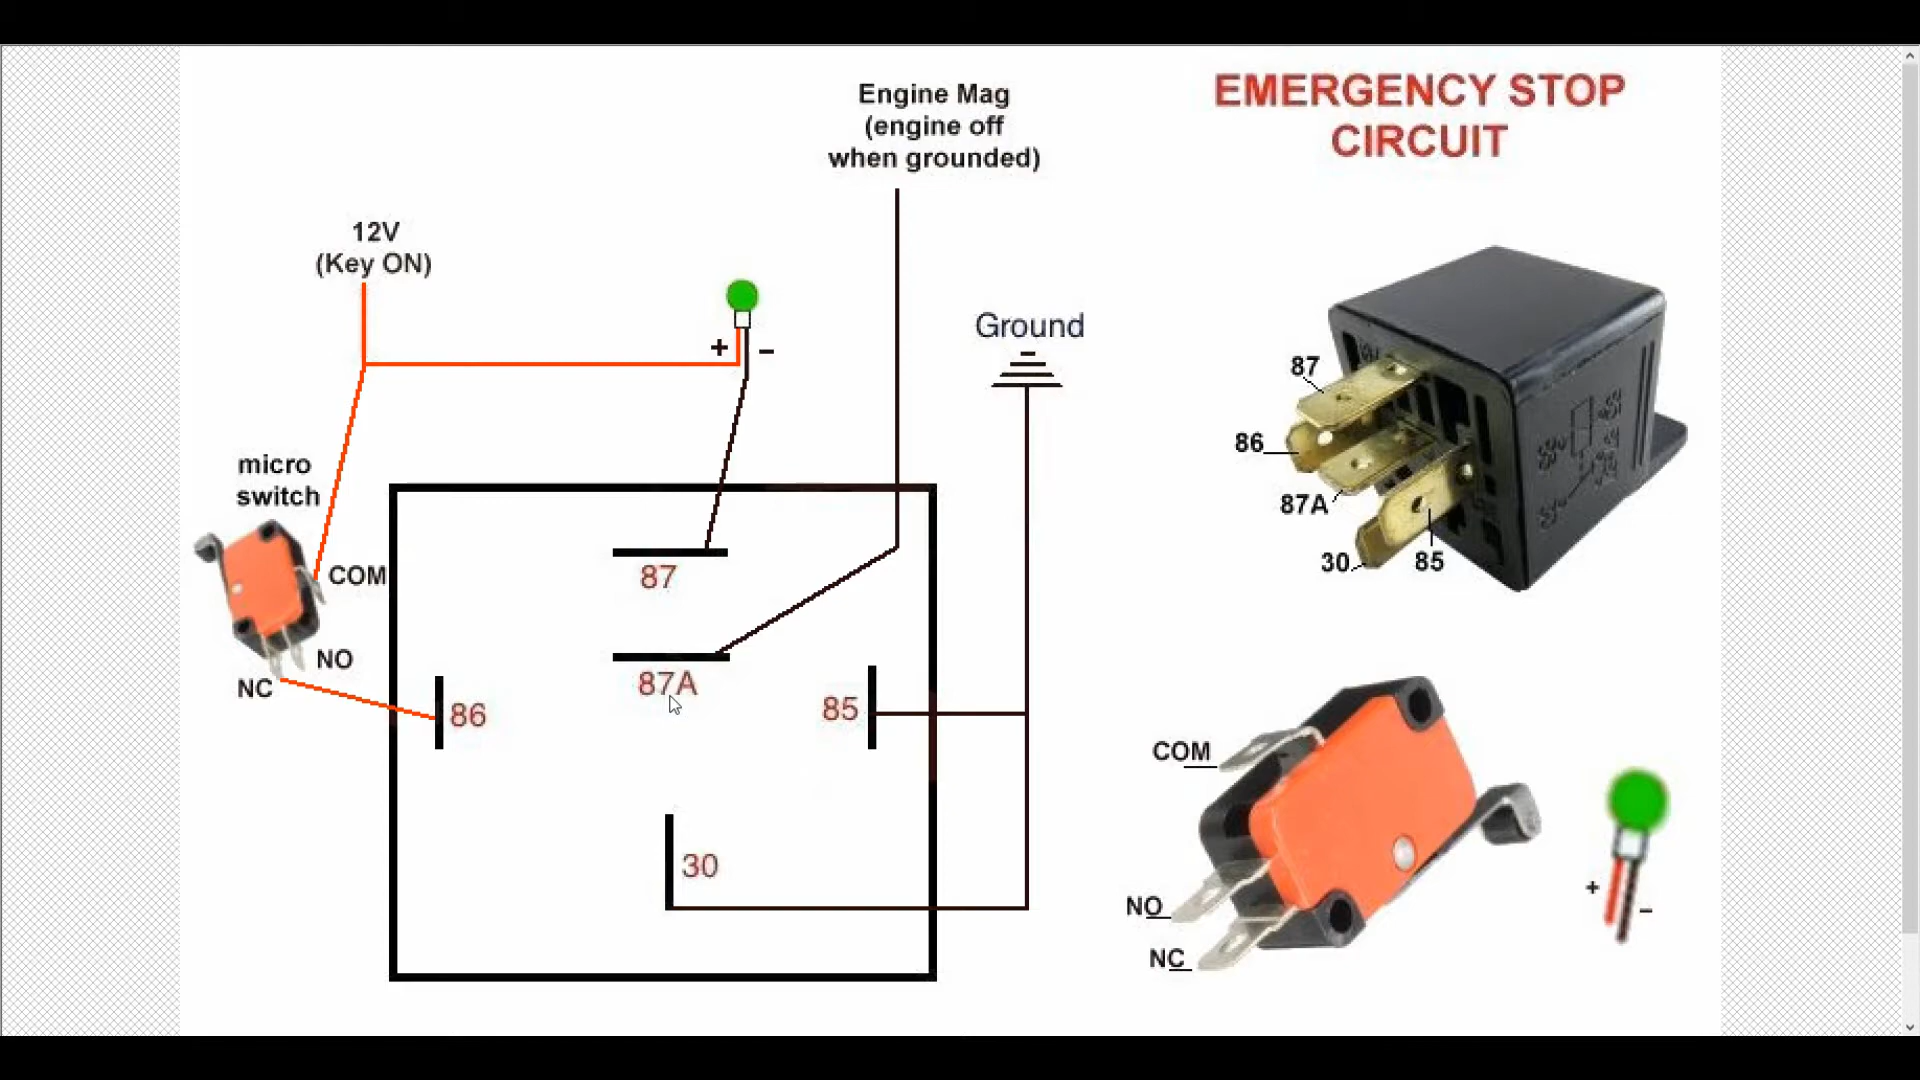 EMERGENCY STOP
CIRCUIT
Engine Mag
(engine off
when grounded)
12V
(Key ON)
+
–
Ground
micro
switch
COM
NO
NC
87
87A
86
85
30
87
86
87A
30
85
COM
NO
NC
+
–